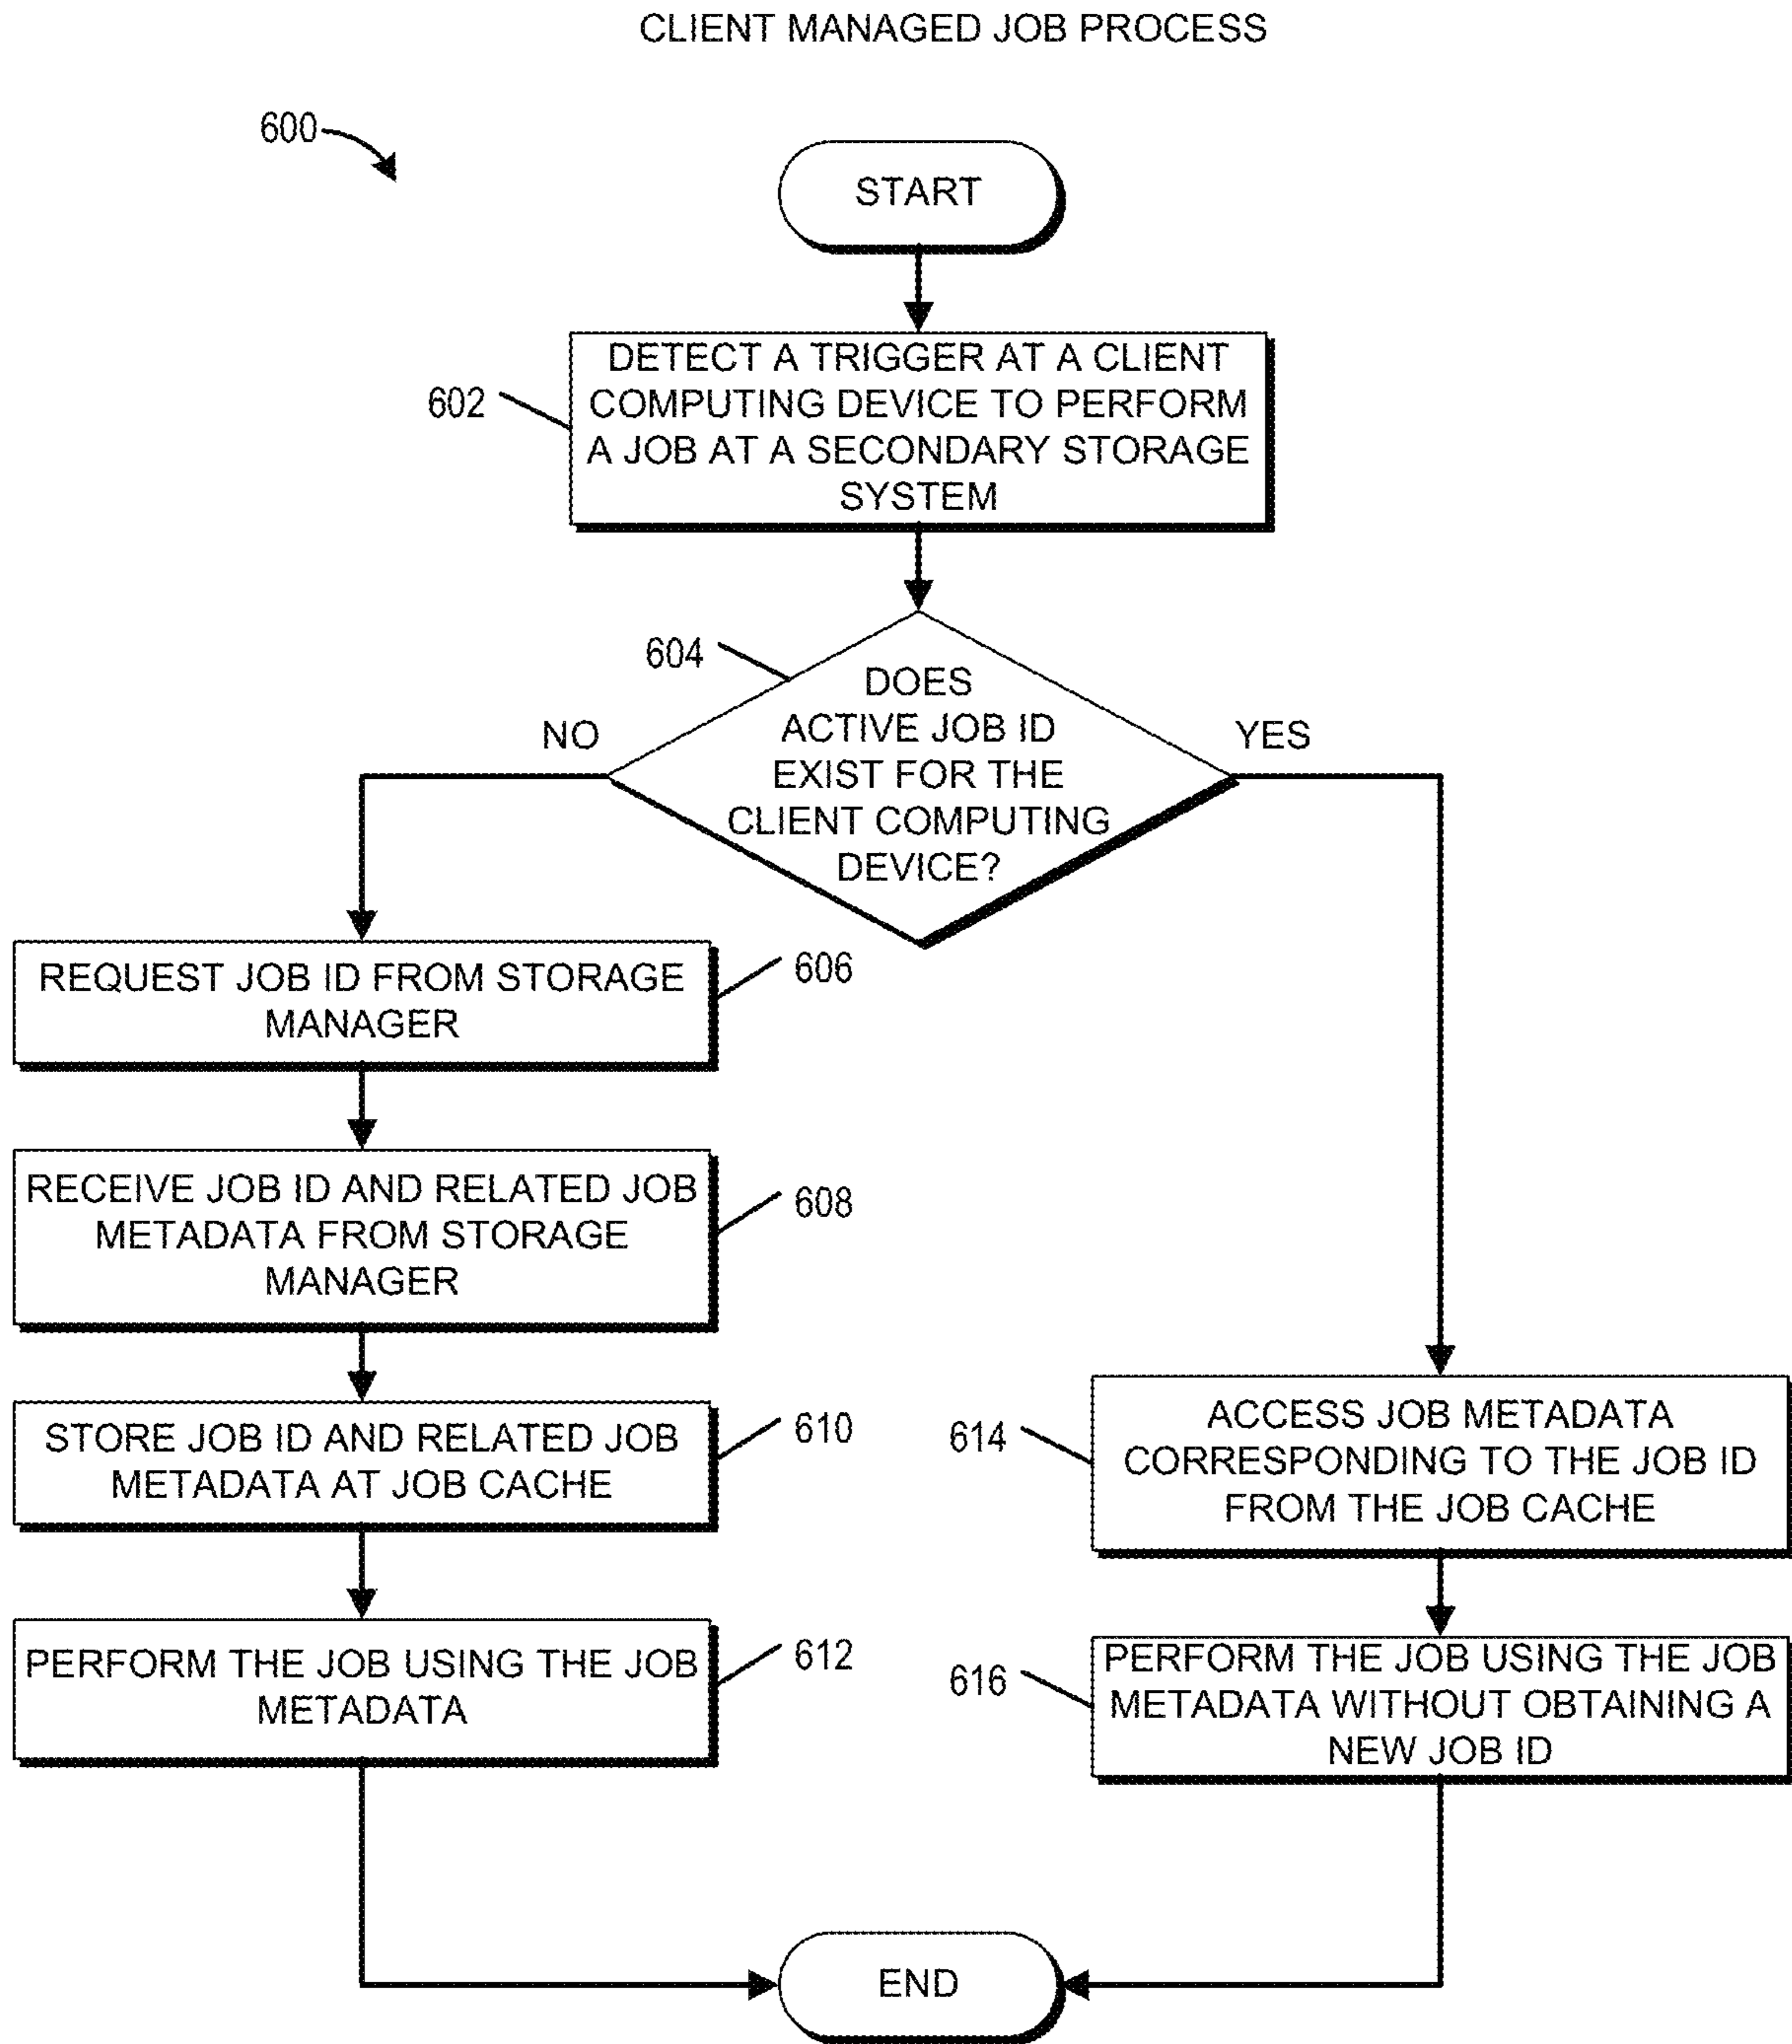 CLIENT MANAGED JOB PROCESS
600
START
602
DETECT A TRIGGER AT A CLIENT
COMPUTING DEVICE TO PERFORM
A JOB AT A SECONDARY STORAGE
SYSTEM
604
DOES
ACTIVE JOB ID
EXIST FOR THE
CLIENT COMPUTING
DEVICE?
NO
YES
REQUEST JOB ID FROM STORAGE
MANAGER
606
RECEIVE JOB ID AND RELATED JOB
METADATA FROM STORAGE
MANAGER
608
STORE JOB ID AND RELATED JOB
METADATA AT JOB CACHE
610
PERFORM THE JOB USING THE JOB
METADATA
612
614
ACCESS JOB METADATA
CORRESPONDING TO THE JOB ID
FROM THE JOB CACHE
616
PERFORM THE JOB USING THE JOB
METADATA WITHOUT OBTAINING A
NEW JOB ID
END